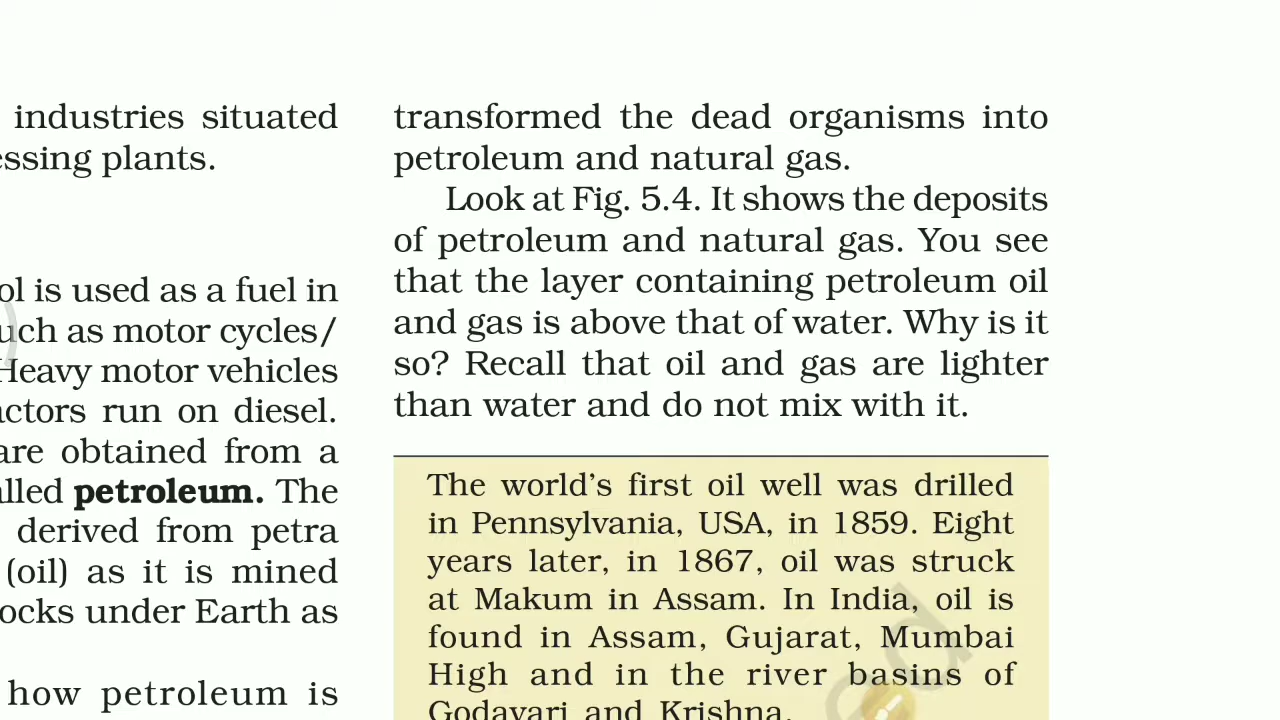 industries situated
essing plants.
ol is used as a fuel in
uch as motor cycles/
Heavy motor vehicles
actors run on diesel.
are obtained from a
alled petroleum. The
derived from petra
(oil) as it is mined
ocks under Earth as
how petroleum is
transformed the dead organisms into
petroleum and natural gas.
Look at Fig. 5.4. It shows the deposits
of petroleum and natural gas. You see
that the layer containing petroleum oil
and gas is above that of water. Why is it
so? Recall that oil and gas are lighter
than water and do not mix with it.
The world's first oil well was drilled
in Pennsylvania, USA, in 1859. Eight
years later, in 1867, oil was struck
at Makum in Assam. In India, oil is
found in Assam, Gujarat, Mumbai
High and in the river basins of
Godavari and Krishna.